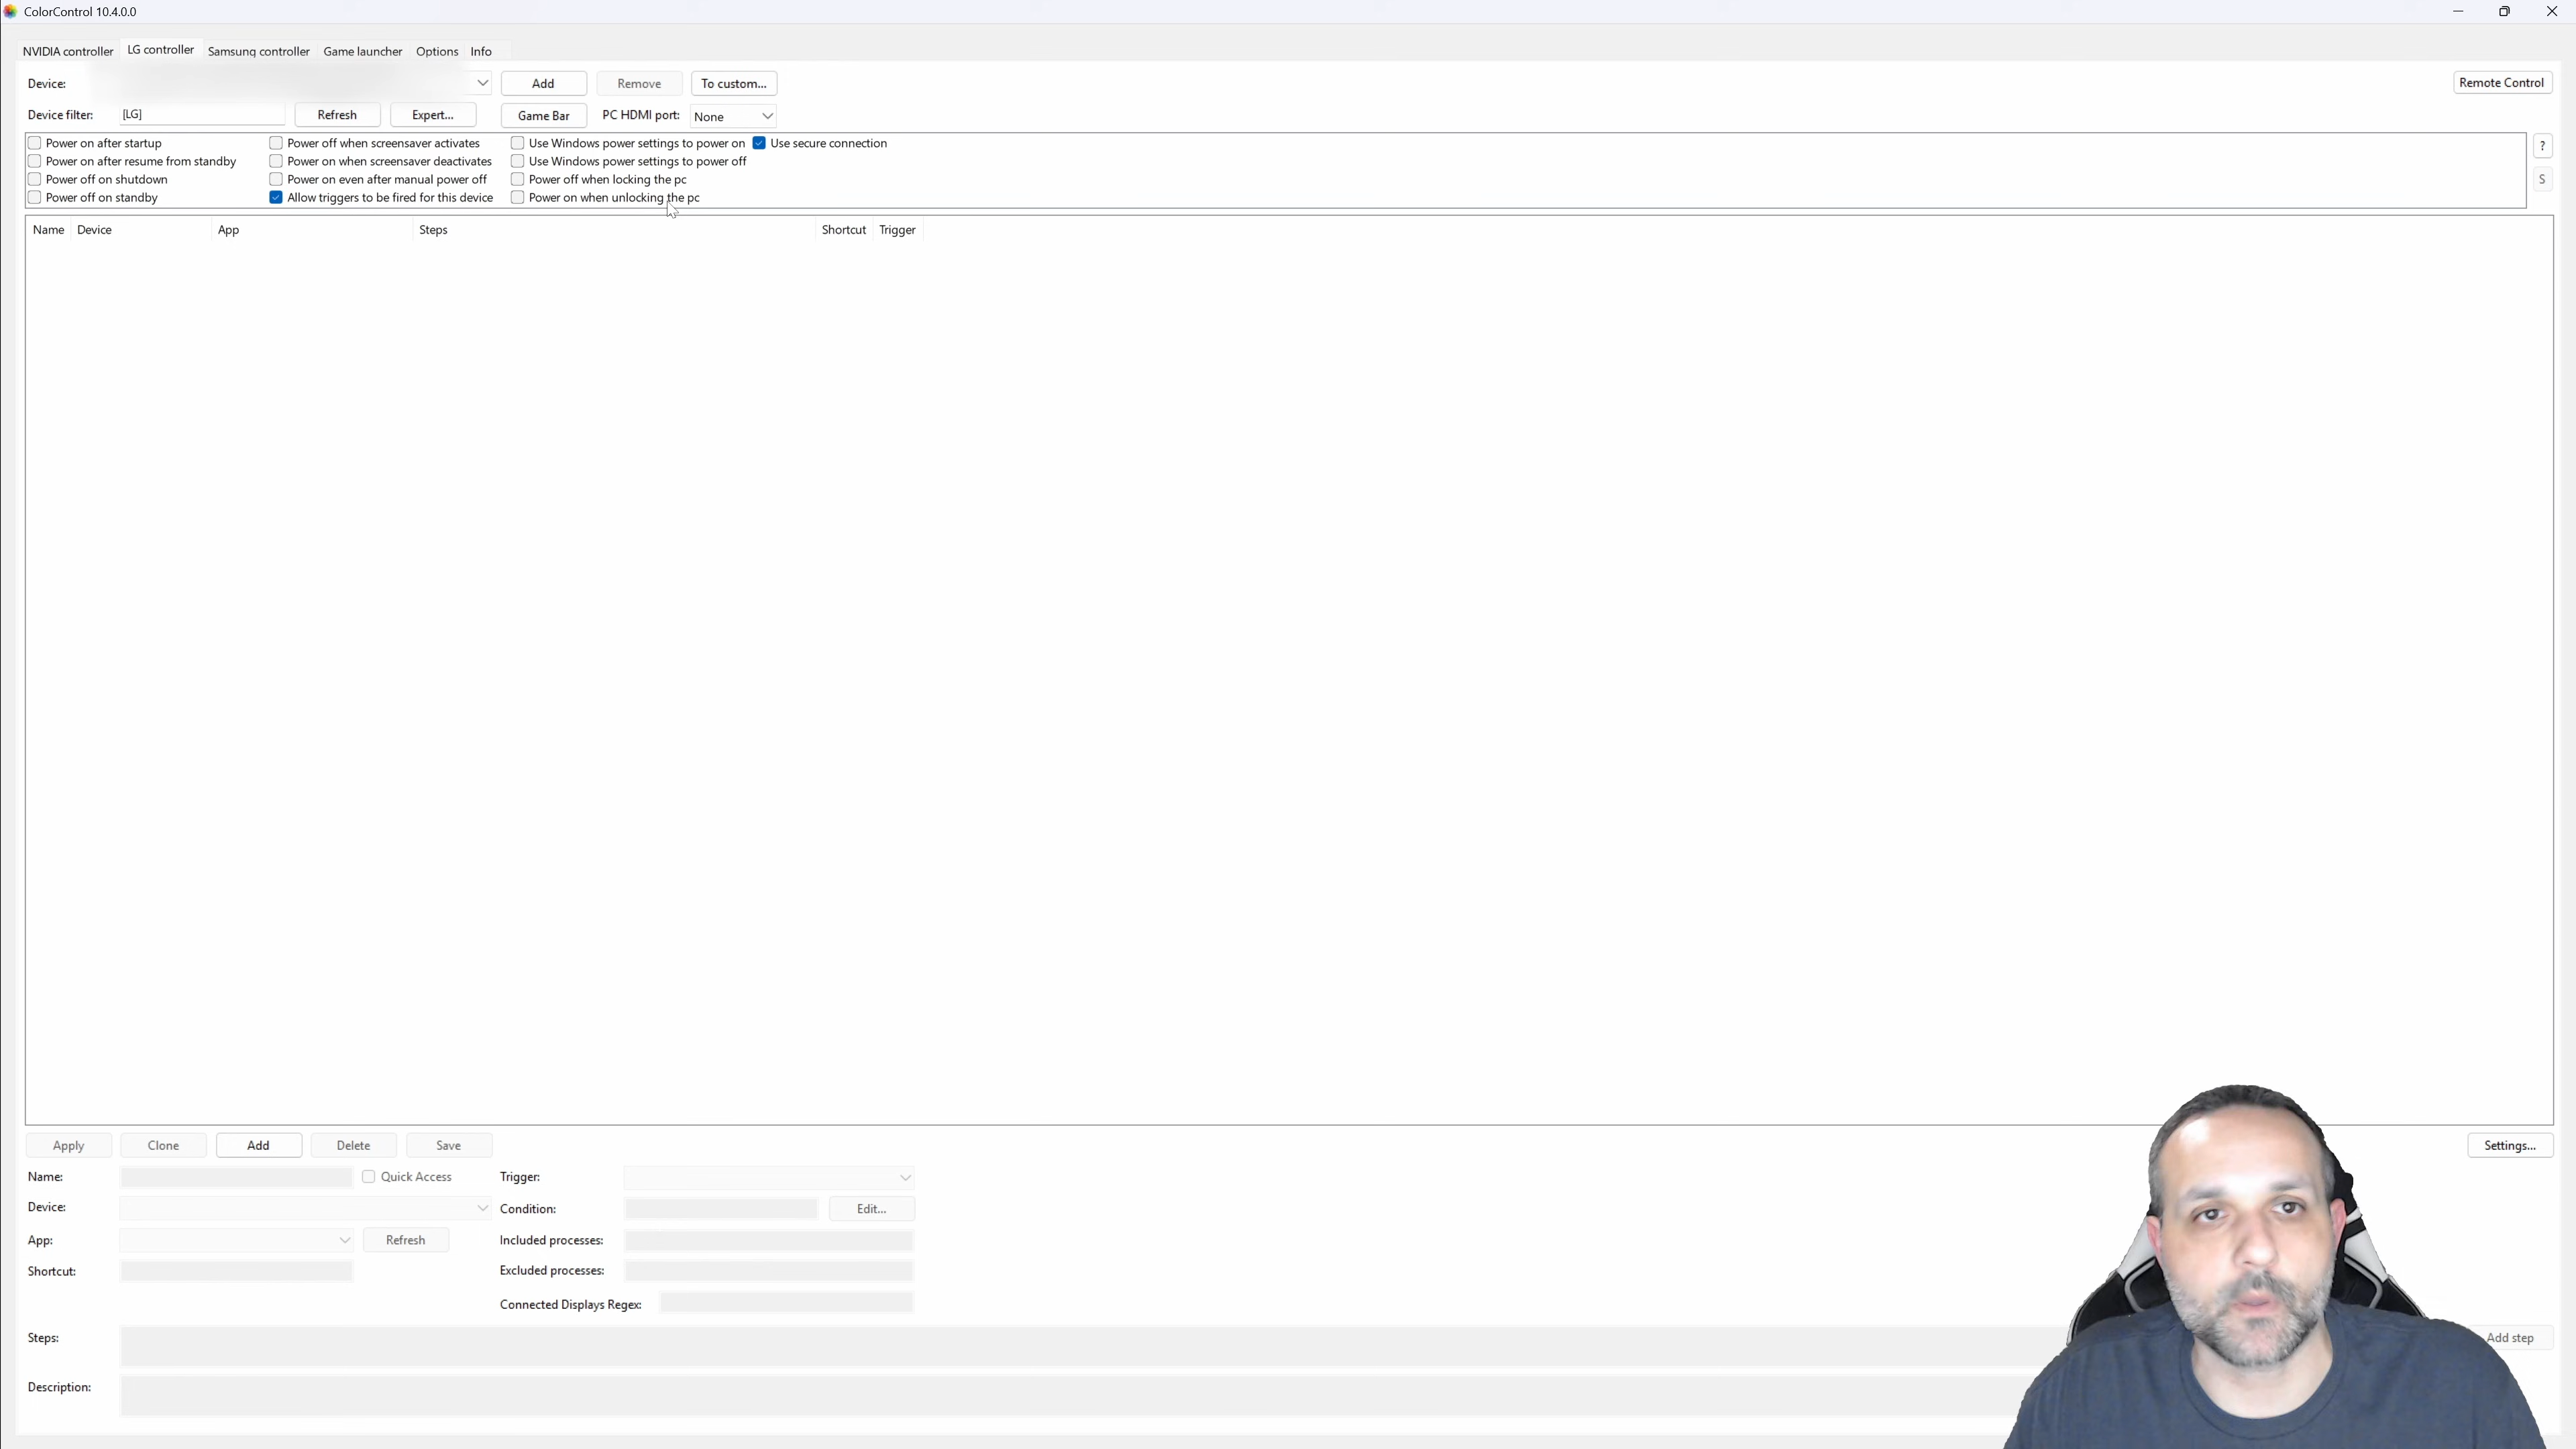 ColorControl 10.4.0.0
NVIDIA controller LG controller Samsung controller Game launcher Options Info
Device: Add Remove To custom... Remote Control
Device filter: [LG] Refresh Expert... Game Bar PC HDMI port: None
Power on after startup Power off when screensaver activates Use Windows power settings to power on Use secure connection ?
Power on after resume from standby Power on when screensaver deactivates Use Windows power settings to power off
Power off on shutdown Power on even after manual power off Power off when locking the pc S
Power off on standby Allow triggers to be fired for this device Power on when unlocking the pc
Name Device App Steps Shortcut Trigger
Apply Clone Add Delete Save Settings...
Name: Quick Access Trigger:
Device: Condition: Edit...
App: Refresh Included processes:
Shortcut: Excluded processes:
Connected Displays Regex:
Steps: Add step
Description: